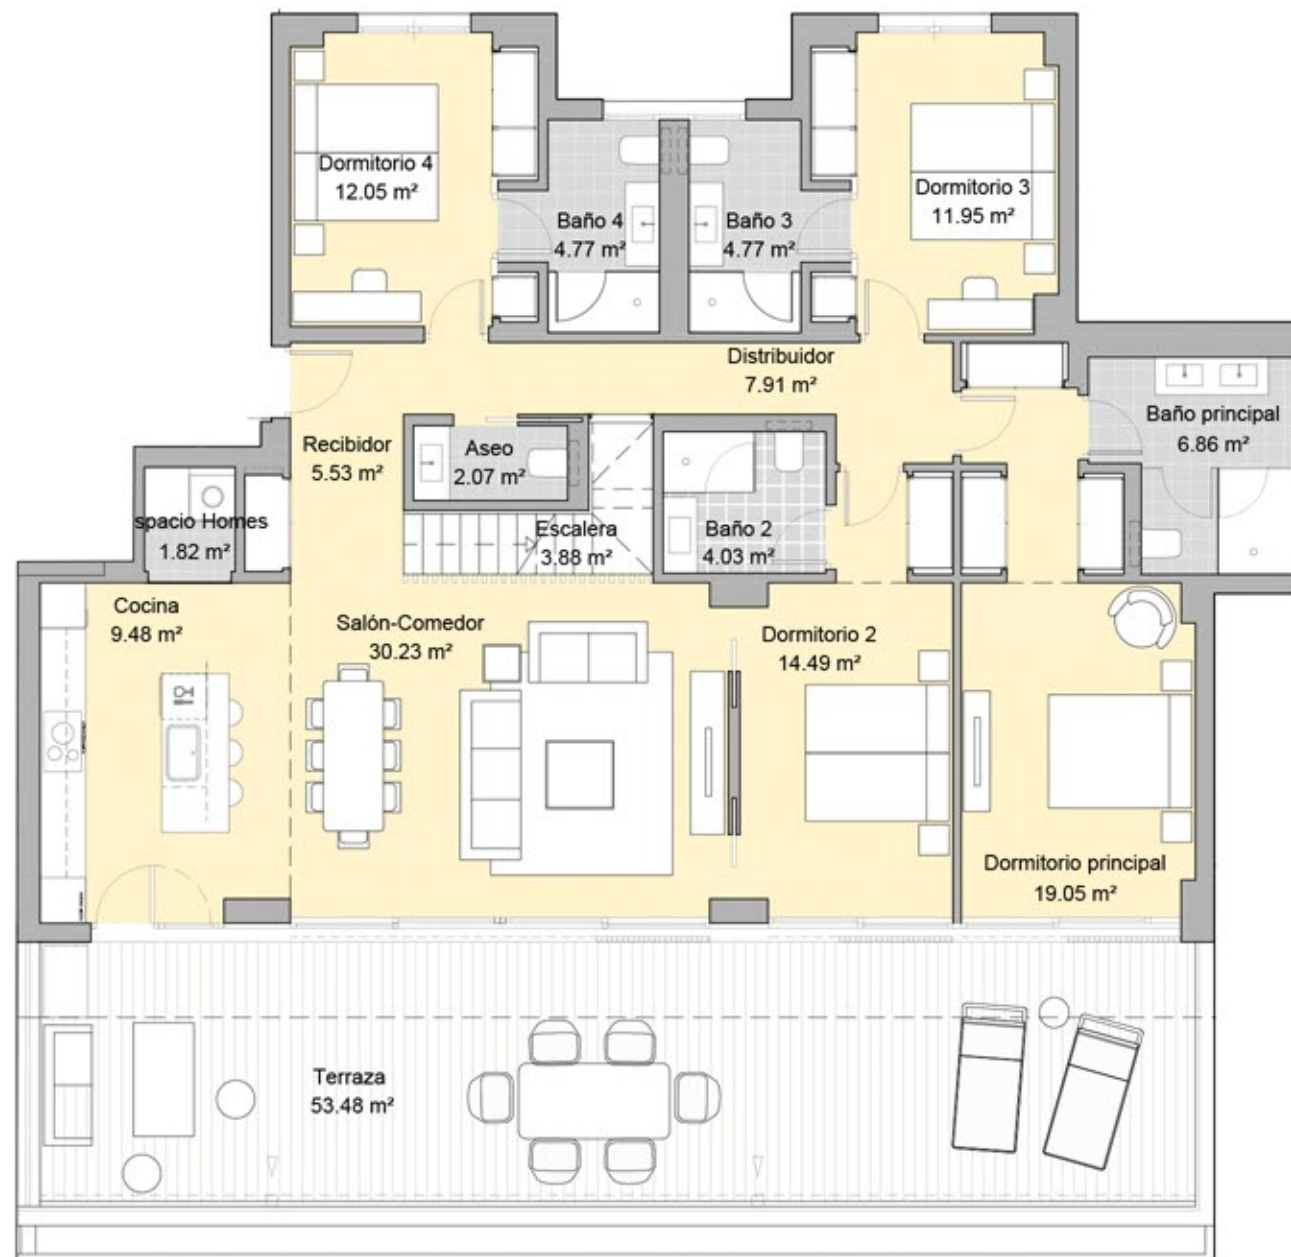 Dormitorio 4
12.05 m²
Dormitorio 3
11.95 m²
Baño 4
4.77 m²
Baño 3
4.77 m²
Distribuidor
7.91 m²
Baño principal
6.86 m²
Recibidor
5.53 m²
Aseo
2.07 m²
spacio Homes
1.82 m²
Escalera
3.88 m²
Baño 2
4.03 m²
Cocina
9.48 m²
Salón-Comedor
30.23 m²
Dormitorio 2
14.49 m²
Dormitorio principal
19.05 m²
Terraza
53.48 m²